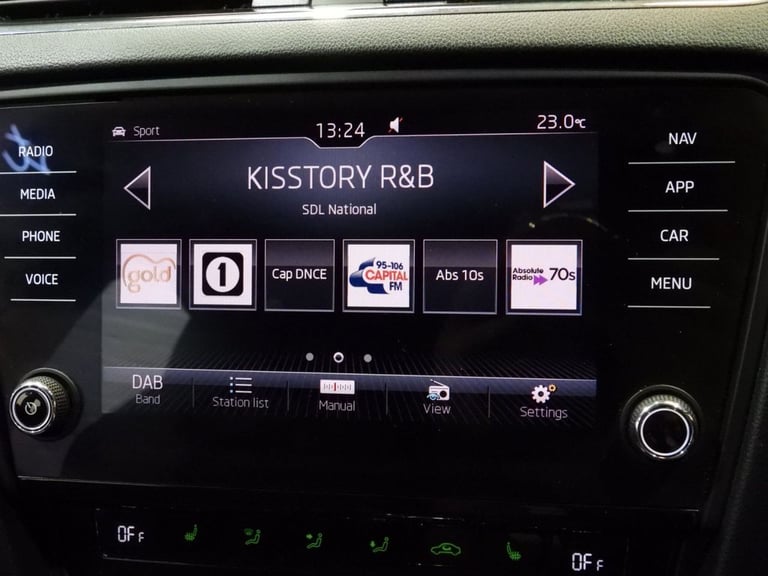 Sport 13:24 23.0°C
RADIO
MEDIA
PHONE
VOICE
KISSTORY R&B
SDL National
gold
1
Cap DNCE
95-106
CAPITAL
FM
Abs 10s
Absolute
Radio 70s
DAB
Band
Station list
Manual
View
Settings
NAV
APP
CAR
MENU
OFF
OFF